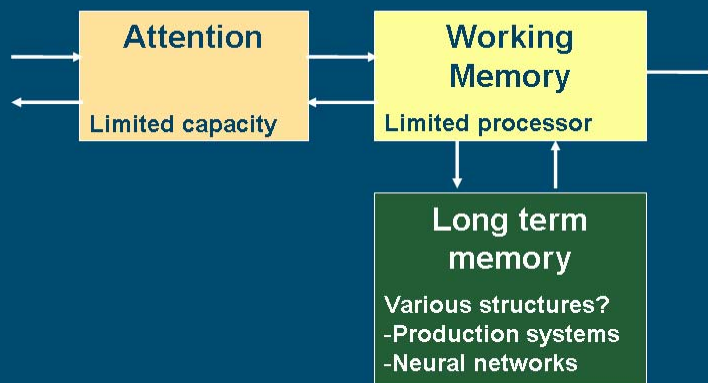 Attention
Limited capacity
Working
Memory
Limited processor
Long term
memory
Various structures?
-Production systems
-Neural networks